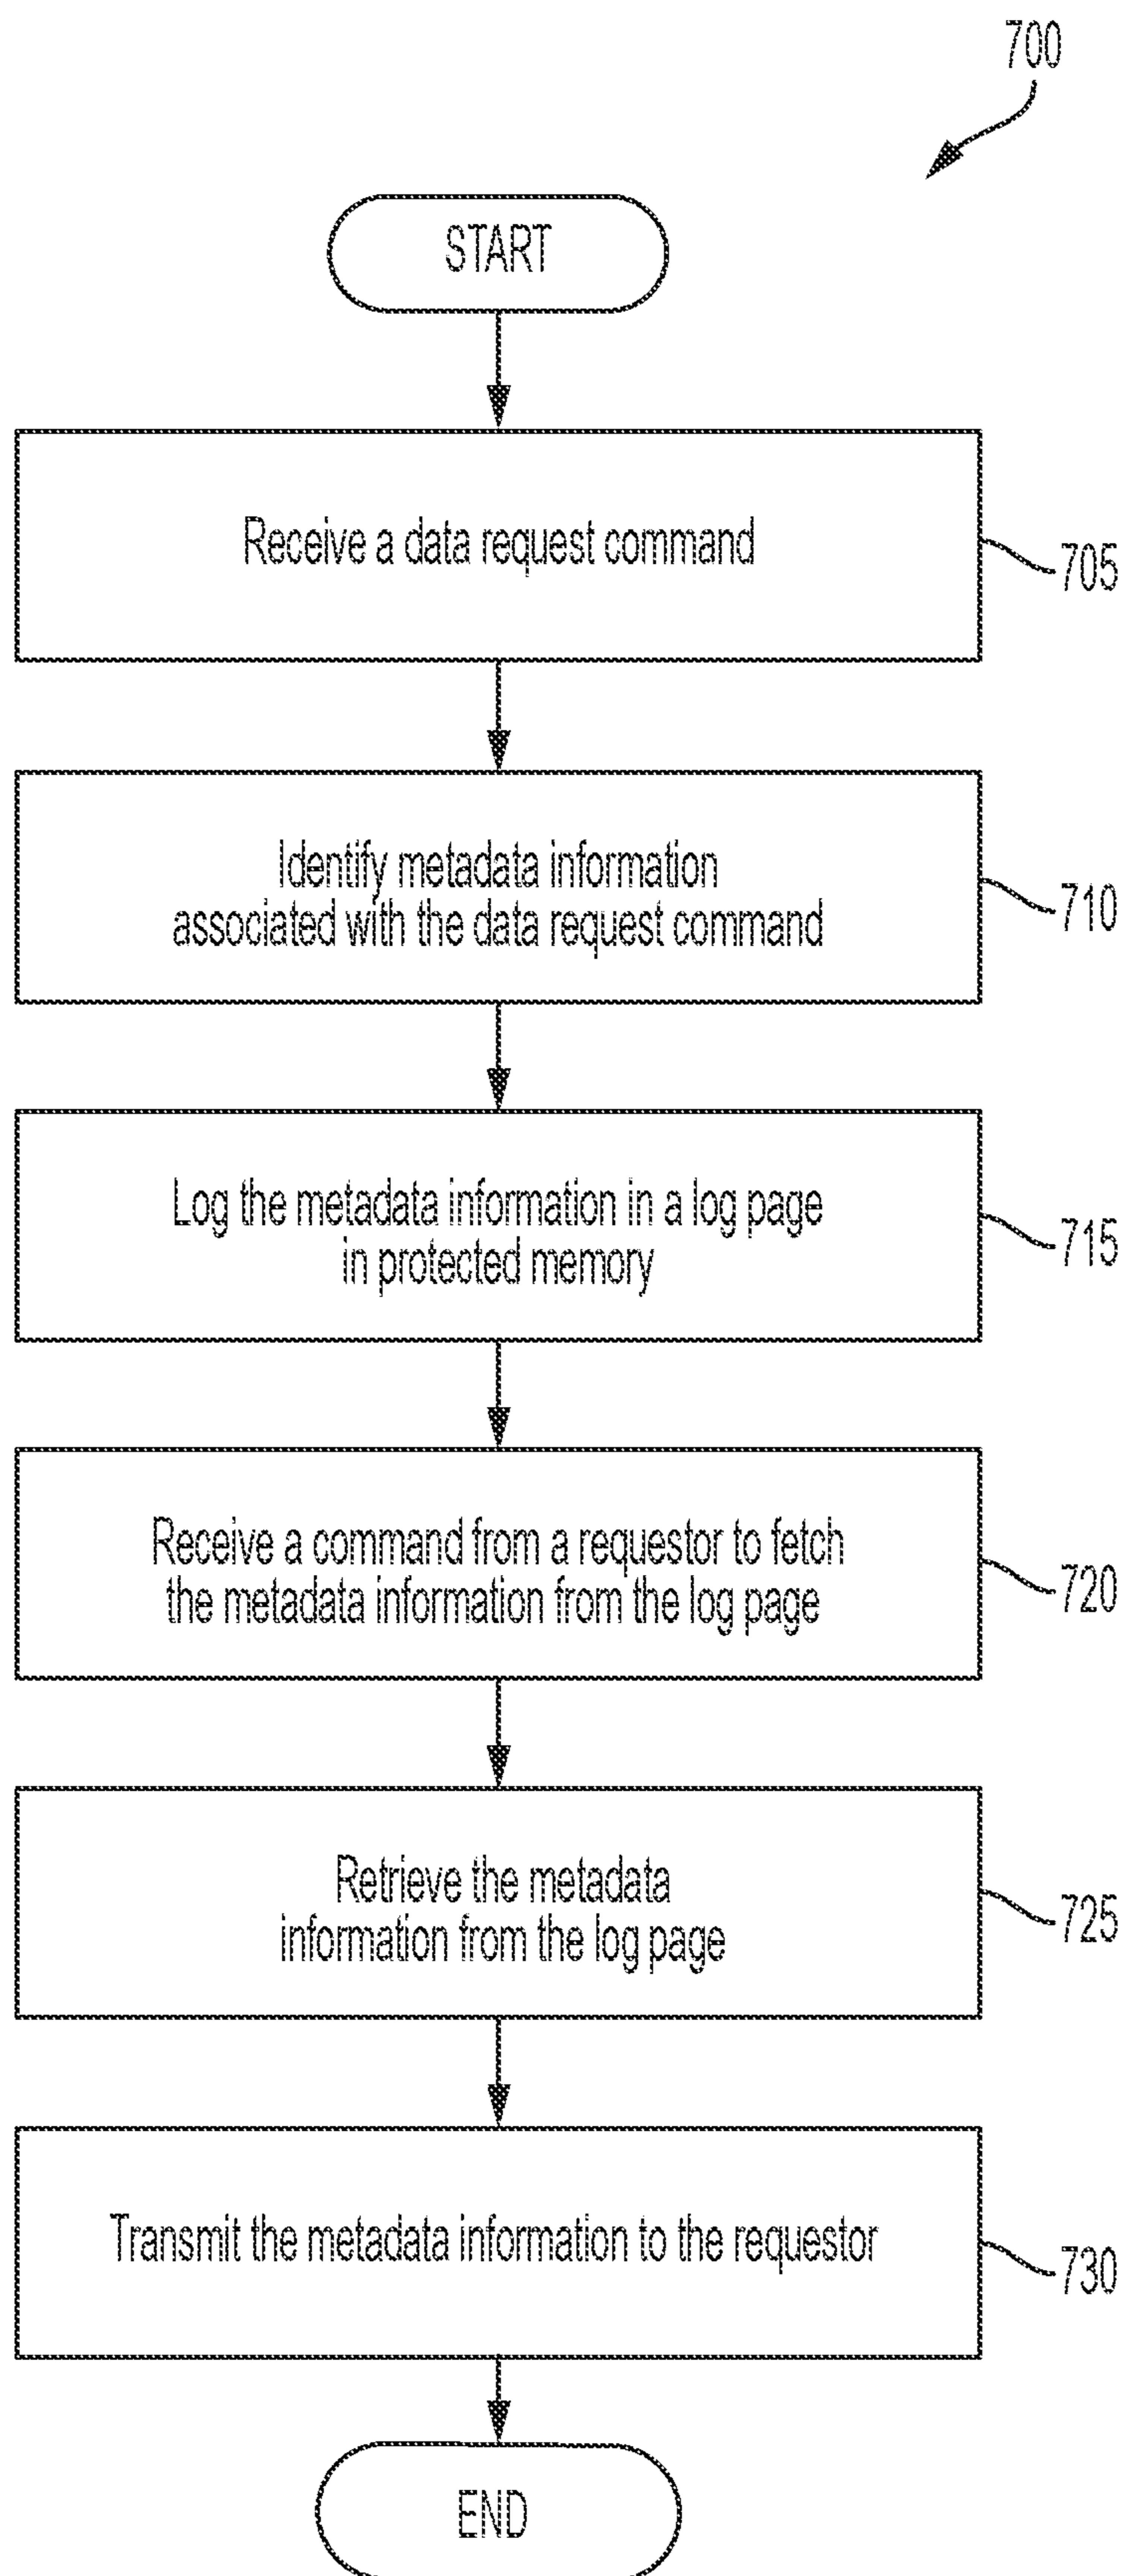 700
START
Receive a data request command
705
Identify metadata information
associated with the data request command
710
Log the metadata information in a log page
in protected memory
715
Receive a command from a requestor to fetch
the metadata information from the log page
720
Retrieve the metadata
information from the log page
725
Transmit the metadata information to the requestor
730
END